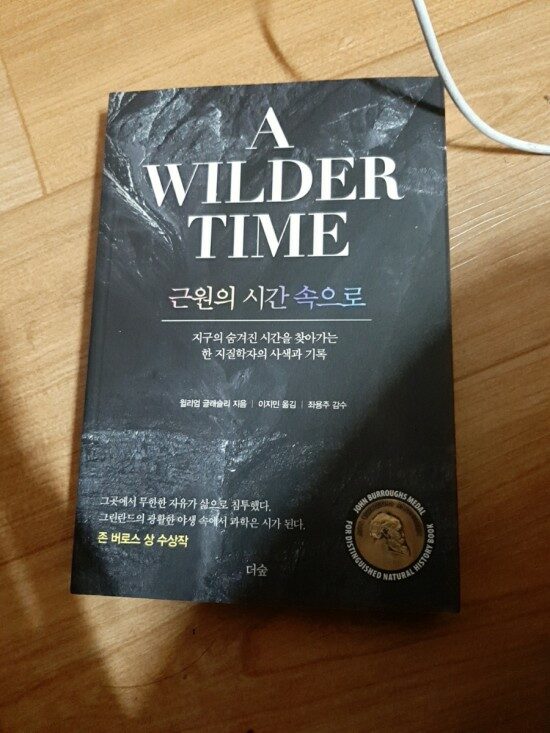 A
WILDER
TIME
근원의 시간 속으로
지구의 숨겨진 시간을 찾아가는
한 지질학자의 사색과 기록
윌리엄 글래슬리 지음 | 이지민 옮김 | 좌용주 감수
그곳에서 무한한 자유가 삶으로 침투했다.
그린란드의 광활한 야생 속에서 과학은 시가 된다.
존 버로스 상 수상작
JOHN BURROUGHS MEDAL
FOR DISTINGUISHED NATURAL HISTORY BOOK
더숲